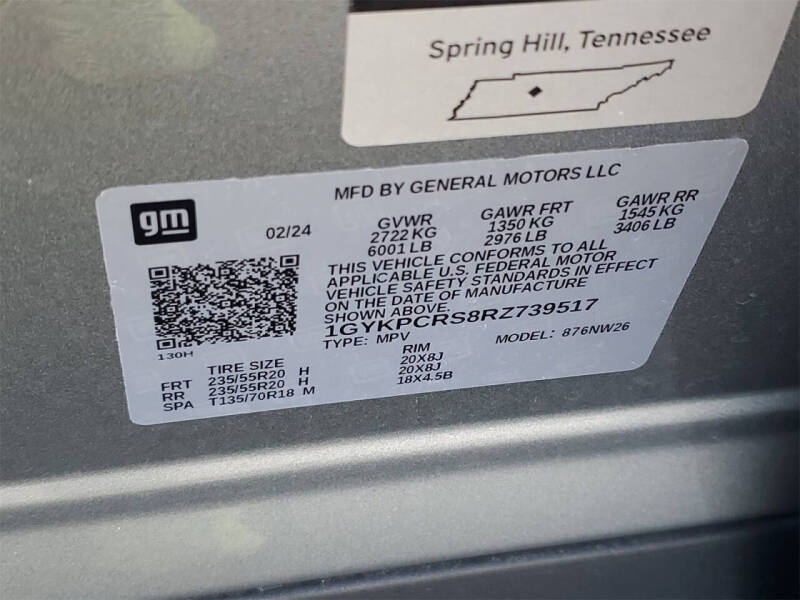 Spring Hill, Tennessee
gm
MFD BY GENERAL MOTORS LLC
02/24 GVWR GAWR FRT GAWR RR
2722 KG 1350 KG 1545 KG
6001 LB 2976 LB 3406 LB
THIS VEHICLE CONFORMS TO ALL
APPLICABLE U.S. FEDERAL MOTOR
VEHICLE SAFETY STANDARDS IN EFFECT
ON THE DATE OF MANUFACTURE
SHOWN ABOVE.
1GYKPCRS8RZ739517
TYPE: MPV MODEL: 876NW26
130H
TIRE SIZE RIM
FRT 235/55R20 H 20X8J
RR 235/55R20 H 20X8J
SPA T135/70R18 M 18X4.5B